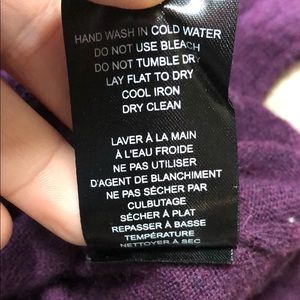 HAND WASH IN COLD WATER
DO NOT USE BLEACH
DO NOT TUMBLE DRY
LAY FLAT TO DRY
COOL IRON
DRY CLEAN
LAVER À LA MAIN
À L'EAU FROIDE
NE PAS UTILISER
D'AGENT DE BLANCHIMENT
NE PAS SÉCHER PAR
CULBUTAGE
SÉCHER À PLAT
REPASSER À BASSE
TEMPÉRATURE
NETTOYER À SEC